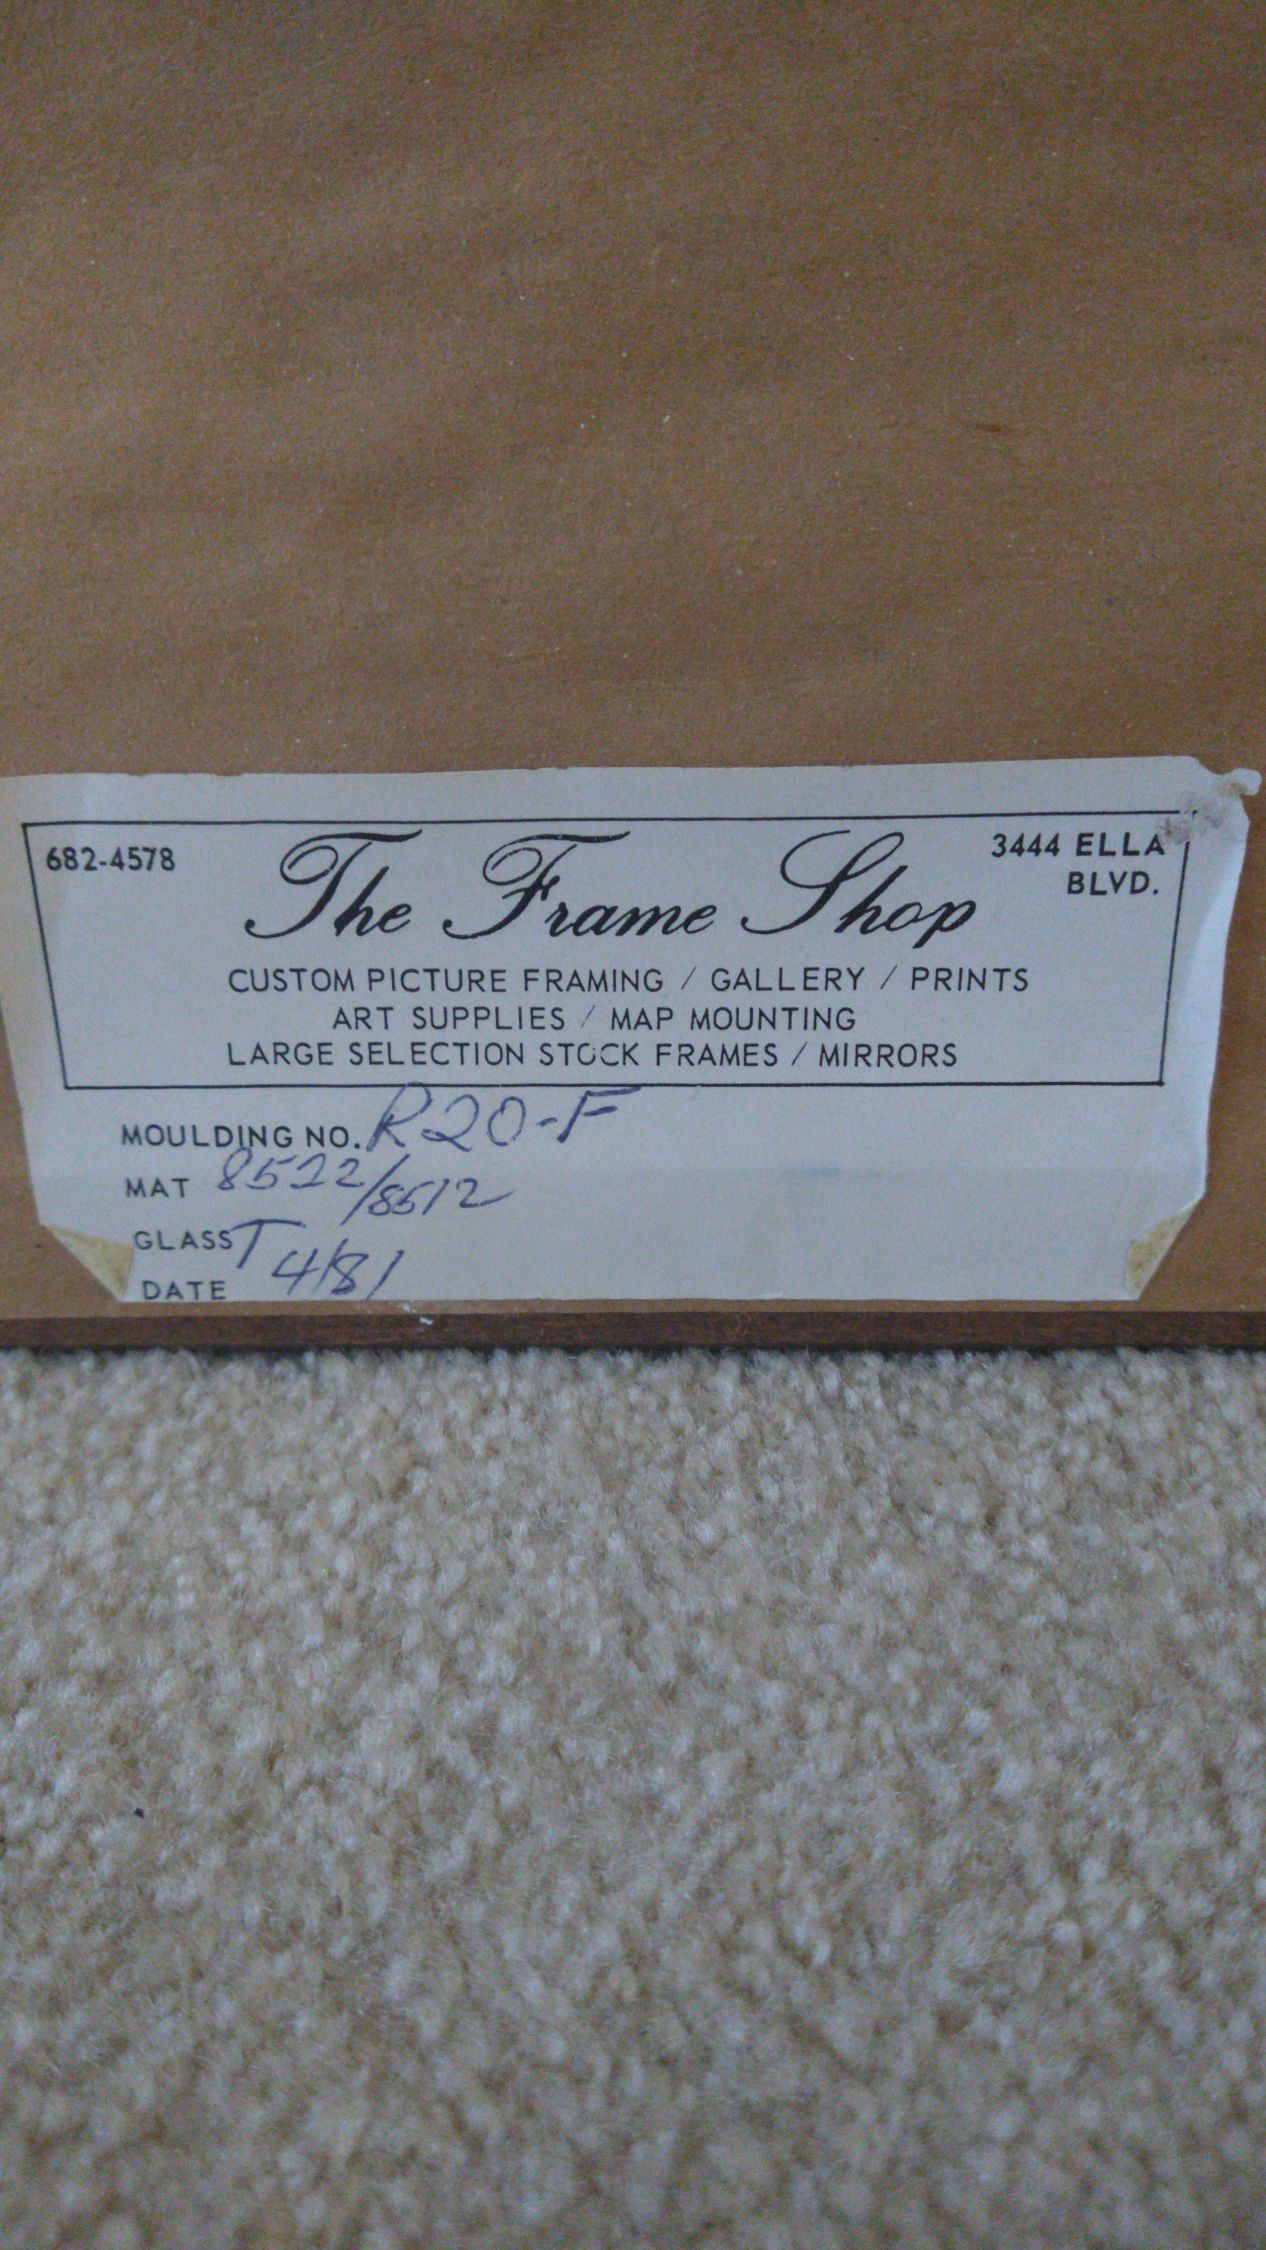 682-4578 The Frame Shop 3444 ELLA
BLVD.
CUSTOM PICTURE FRAMING / GALLERY / PRINTS
ART SUPPLIES / MAP MOUNTING
LARGE SELECTION STOCK FRAMES / MIRRORS
MOULDING NO. R20-F
MAT 8522/8512
GLASS T
DATE 4/81